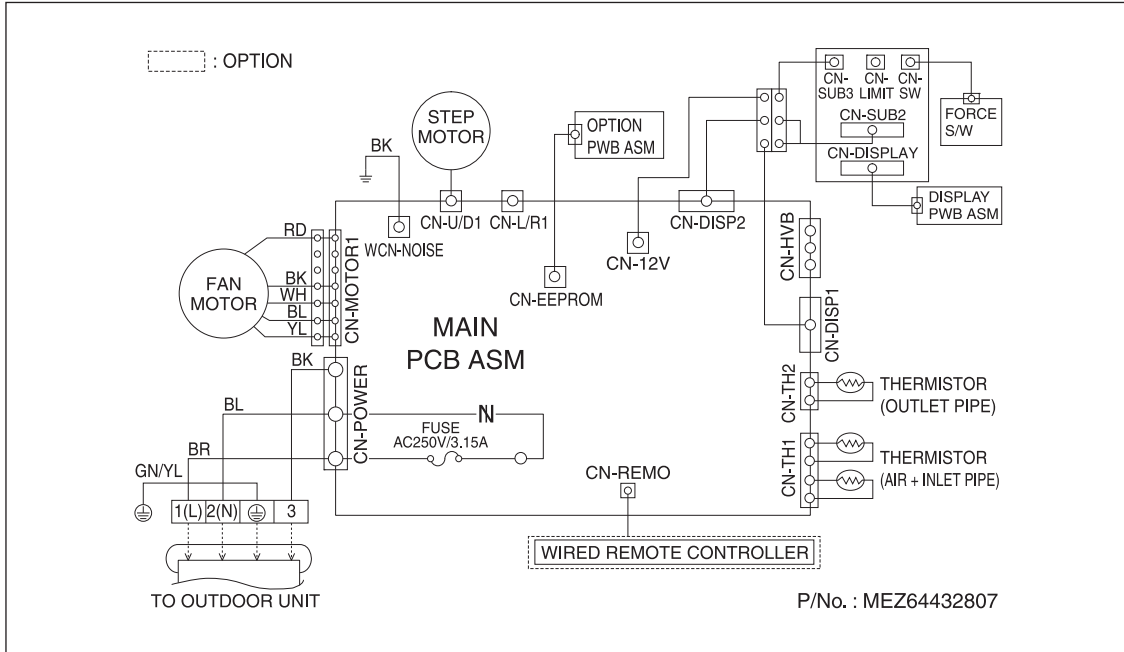 : OPTION
STEP
MOTOR
BK
OPTION
PWB ASM
CN-
SUB3
CN-
LIMIT
CN-
SW
CN-SUB2
CN-DISPLAY
FORCE
S/W
DISPLAY
PWB ASM
WCN-NOISE
CN-U/D1
CN-L/R1
CN-EEPROM
CN-12V
CN-DISP2
CN-HVB
CN-DISP1
RD
FAN
MOTOR
BK
WH
BL
YL
CN-MOTOR1
MAIN
PCB ASM
BK
BL
BR
GN/YL
CN-POWER
N
FUSE
AC250V/3.15A
CN-TH2
THERMISTOR
(OUTLET PIPE)
CN-TH1
THERMISTOR
(AIR + INLET PIPE)
CN-REMO
WIRED REMOTE CONTROLLER
1(L) 2(N) 3
TO OUTDOOR UNIT
P/No. : MEZ64432807